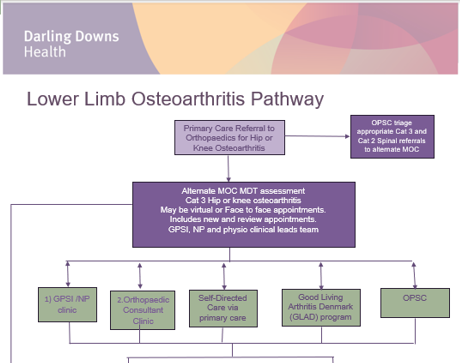 Darling Downs
Health
Lower Limb Osteoarthritis Pathway
Primary Care Referral to
Orthopaedics for Hip or
Knee Osteoarthritis
OPSC triage
appropriate Cat 3 and
Cat 2 Spinal referrals
to alternate MOC
Alternate MOC MDT assessment
Cat 3 Hip or knee osteoarthritis
May be virtual or Face to face appointments.
Includes new and review appointments.
GPSI, NP and physio clinical leads team
1) GPSI /NP
clinic
2.Orthopaedic
Consultant
Clinic
Self-Directed
Care via
primary care
Good Living
Arthritis Denmark
(GLAD) program
OPSC